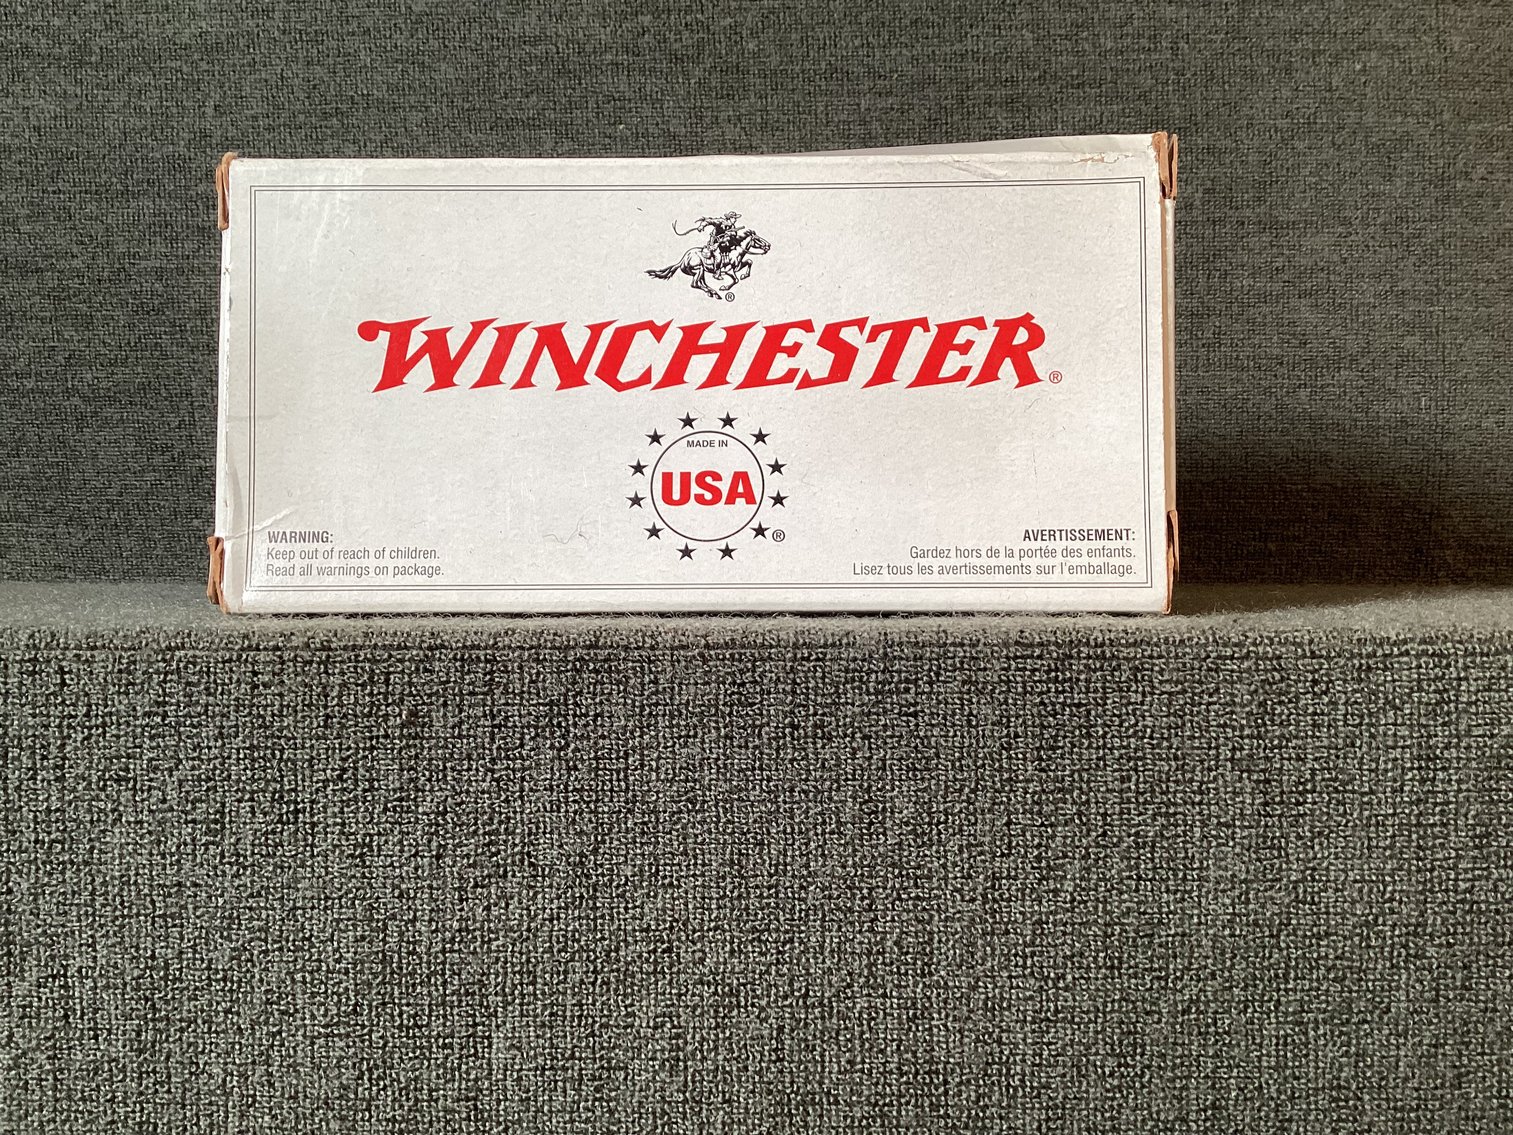 ®
WINCHESTER®
MADE IN
USA
®
WARNING:
Keep out of reach of children.
Read all warnings on package.
AVERTISSEMENT:
Gardez hors de la portée des enfants.
Lisez tous les avertissements sur l'emballage.